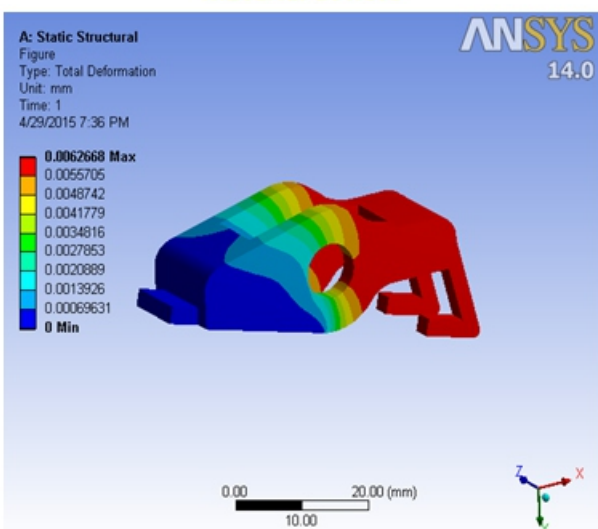 A: Static Structural
Figure
Type: Total Deformation
Unit: mm
Time: 1
4/29/2015 7:36 PM
ANSYS
14.0
0.0062668 Max
0.0055705
0.0048742
0.0041779
0.0034816
0.0027853
0.0020889
0.0013926
0.00069631
0 Min
0.00
20.00 (mm)
10.00
Z
X
Y